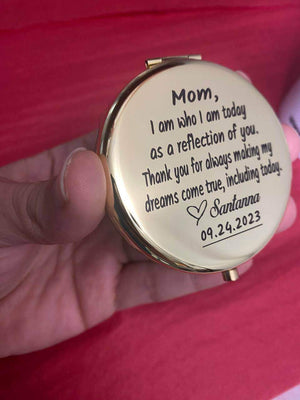 Mom,
I am who I am today
as a reflection of you.
Thank you for always making my
dreams come true, including today.
♡ Santanna
09.24.2023